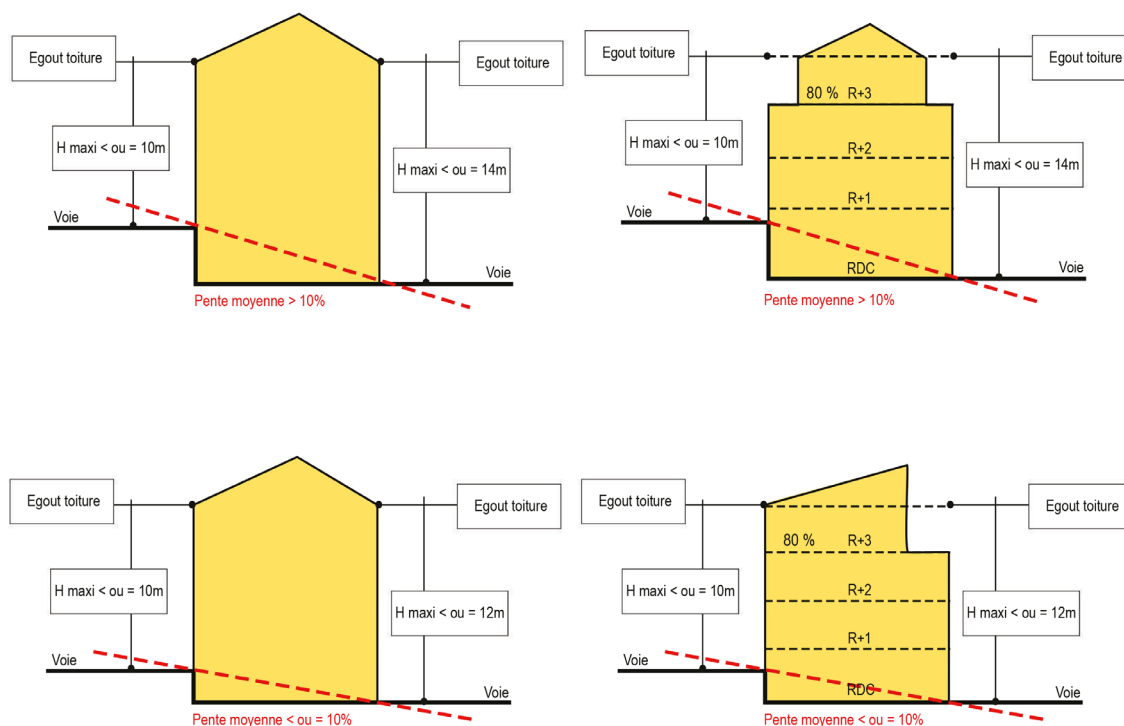 Egout toiture
Egout toiture
H maxi < ou = 10m
H maxi < ou = 14m
Voie
Voie
Pente moyenne > 10%
Egout toiture
Egout toiture
80 % R+3
H maxi < ou = 10m
R+2
H maxi < ou = 14m
R+1
Voie
RDC
Voie
Pente moyenne > 10%
Egout toiture
Egout toiture
H maxi < ou = 10m
H maxi < ou = 12m
Voie
Voie
Pente moyenne < ou = 10%
Egout toiture
Egout toiture
80 % R+3
H maxi < ou = 10m
R+2
H maxi < ou = 12m
R+1
Voie
RDC
Voie
Pente moyenne < ou = 10%